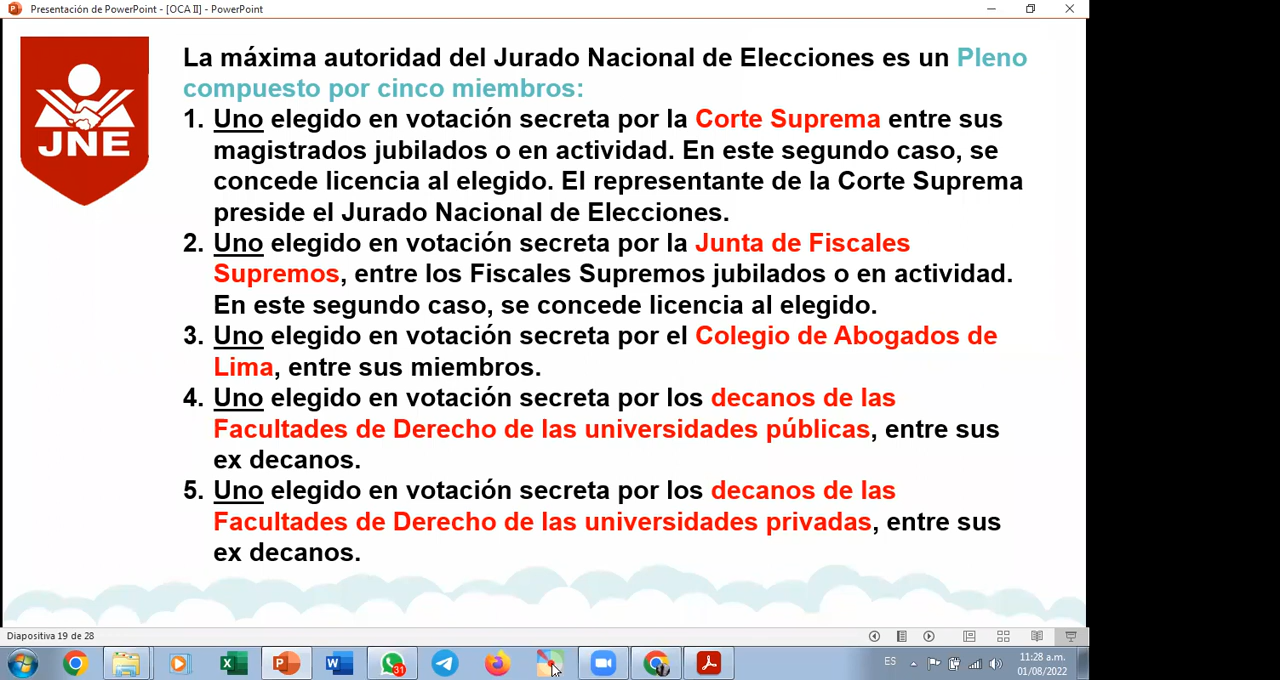 Presentación de PowerPoint - [OCA II] - PowerPoint
La máxima autoridad del Jurado Nacional de Elecciones es un Pleno
compuesto por cinco miembros:
1. Uno elegido en votación secreta por la Corte Suprema entre sus
magistrados jubilados o en actividad. En este segundo caso, se
concede licencia al elegido. El representante de la Corte Suprema
preside el Jurado Nacional de Elecciones.
2. Uno elegido en votación secreta por la Junta de Fiscales
Supremos, entre los Fiscales Supremos jubilados o en actividad.
En este segundo caso, se concede licencia al elegido.
3. Uno elegido en votación secreta por el Colegio de Abogados de
Lima, entre sus miembros.
4. Uno elegido en votación secreta por los decanos de las
Facultades de Derecho de las universidades públicas, entre sus
ex decanos.
5. Uno elegido en votación secreta por los decanos de las
Facultades de Derecho de las universidades privadas, entre sus
ex decanos.
JNE
Diapositiva 19 de 28
31
ES
11:28 a.m.
01/08/2022